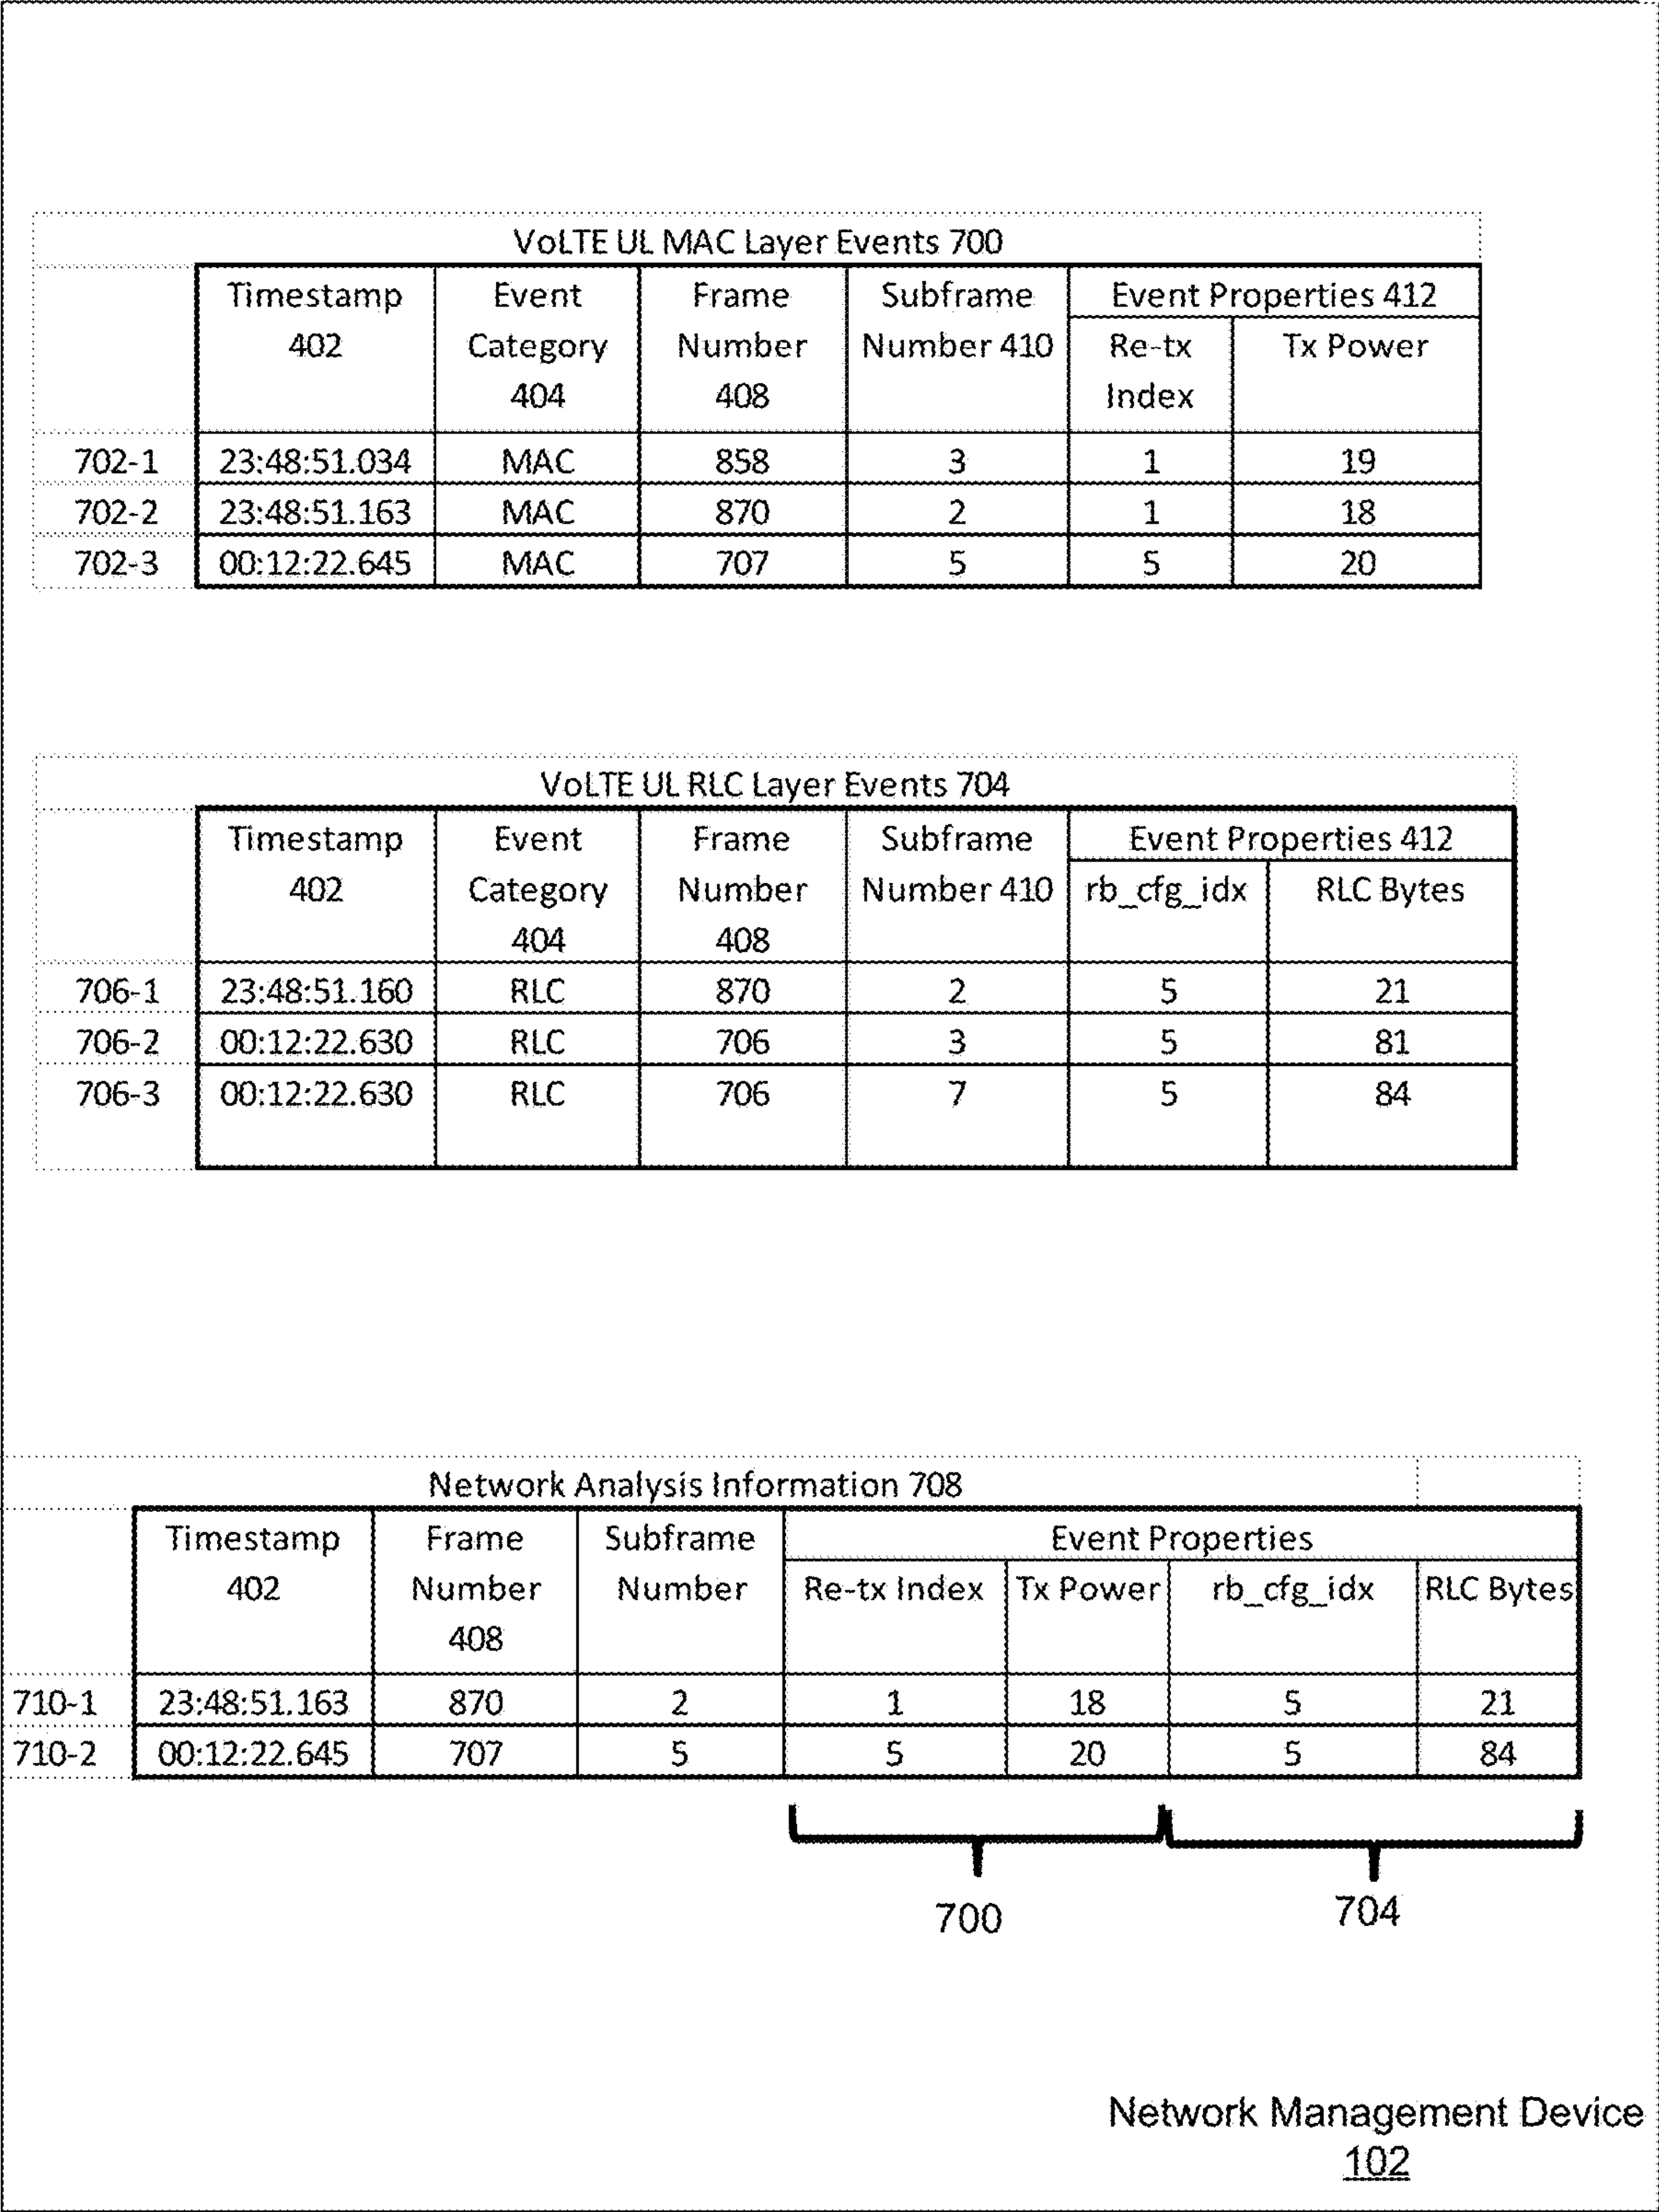 VoLTE UL MAC Layer Events 700
Timestamp Event Frame Subframe Event Properties 412
402 Category Number Number 410 Re-tx Tx Power
404 408 Index
702-1 23:48:51.034 MAC 858 3 1 19
702-2 23:48:51.163 MAC 870 2 1 18
702-3 00:12:22.645 MAC 707 5 5 20
VoLTE UL RLC Layer Events 704
Timestamp Event Frame Subframe Event Properties 412
402 Category Number Number 410 rb_cfg_idx RLC Bytes
404 408
706-1 23:48:51.160 RLC 870 2 5 21
706-2 00:12:22.630 RLC 706 3 5 81
706-3 00:12:22.630 RLC 706 7 5 84
Network Analysis Information 708
Timestamp Frame Subframe Event Properties
402 Number Number Re-tx Index Tx Power rb_cfg_idx RLC Bytes
408
710-1 23:48:51.163 870 2 1 18 5 21
710-2 00:12:22.645 707 5 5 20 5 84
700 704
Network Management Device
102